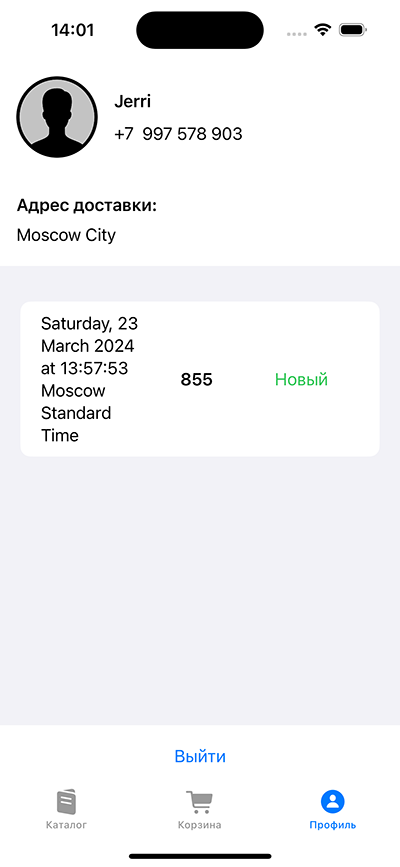 14:01
Jerri
+7  997 578 903
Адрес доставки:
Moscow City
Saturday, 23
March 2024
at 13:57:53
Moscow
Standard
Time
855
Новый
Выйти
Каталог
Корзина
Профиль